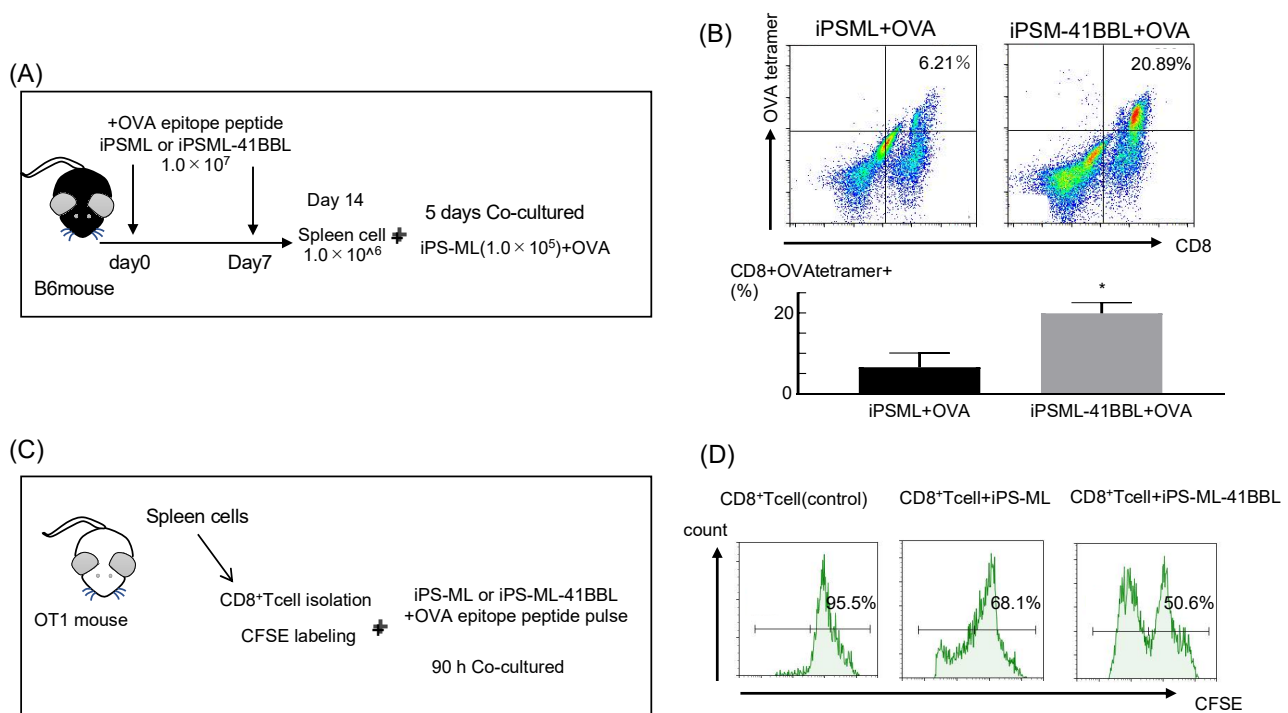 (A)
+OVA epitope peptide
iPSML or iPSML-41BBL
1.0 × 10⁷
day0
Day7
B6mouse
Day 14
Spleen cell
1.0 × 10^⁶
+
5 days Co-cultured
iPS-ML(1.0 × 10⁵)+OVA
(B)
iPSML+OVA
iPSM-41BBL+OVA
OVA tetramer
6.21%
20.89%
CD8
CD8+OVAtetramer+
(%)
20
0
*
iPSML+OVA
iPSML-41BBL+OVA
(C)
Spleen cells
OT1 mouse
CD8⁺Tcell isolation
CFSE labeling
+
iPS-ML or iPS-ML-41BBL
+OVA epitope peptide pulse
90 h Co-cultured
(D)
CD8⁺Tcell(control)
CD8⁺Tcell+iPS-ML
CD8⁺Tcell+iPS-ML-41BBL
count
95.5%
68.1%
50.6%
CFSE